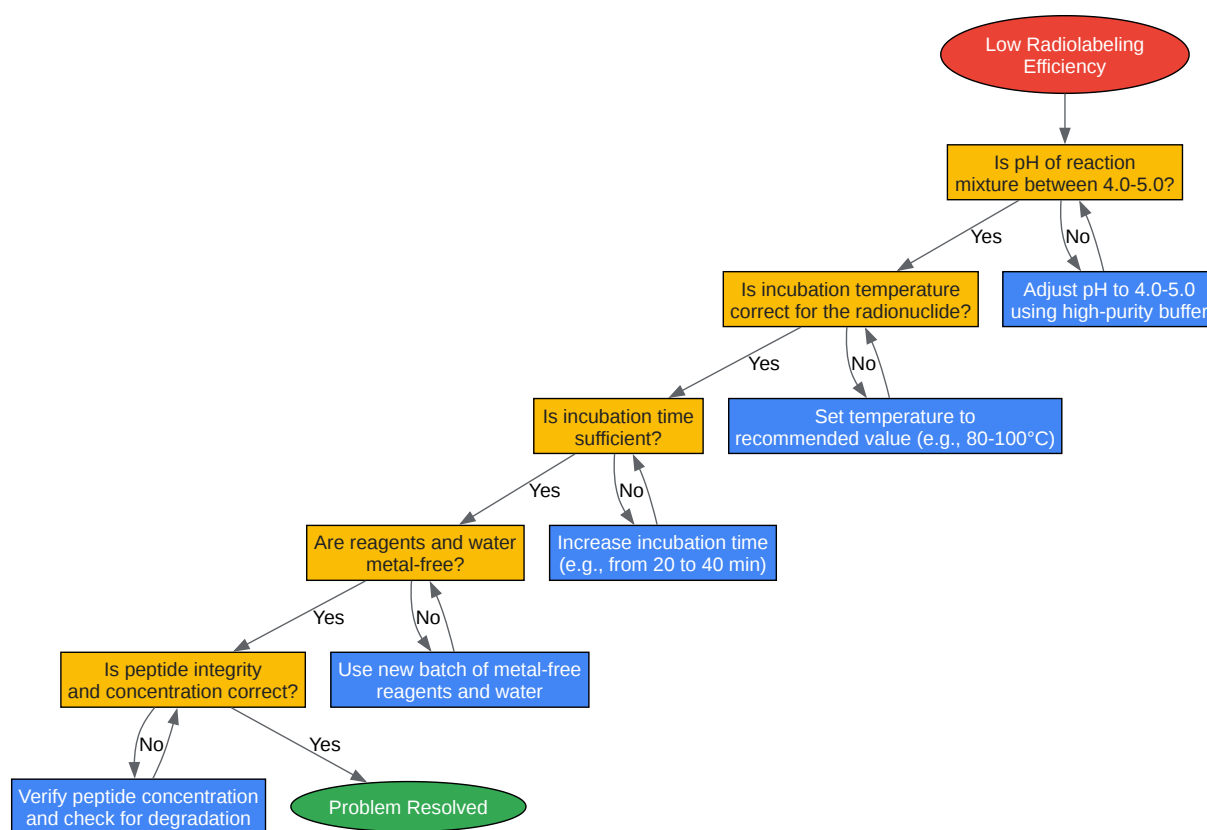 Low Radiolabeling
Efficiency
Is pH of reaction
mixture between 4.0-5.0?
Yes
No
Is incubation temperature
correct for the radionuclide?
Adjust pH to 4.0-5.0
using high-purity buffer
Yes
No
Is incubation time
sufficient?
Set temperature to
recommended value (e.g., 80-100°C)
Yes
No
Are reagents and water
metal-free?
Increase incubation time
(e.g., from 20 to 40 min)
Yes
No
Is peptide integrity
and concentration correct?
Use new batch of metal-free
reagents and water
No
Yes
Verify peptide concentration
and check for degradation
Problem Resolved